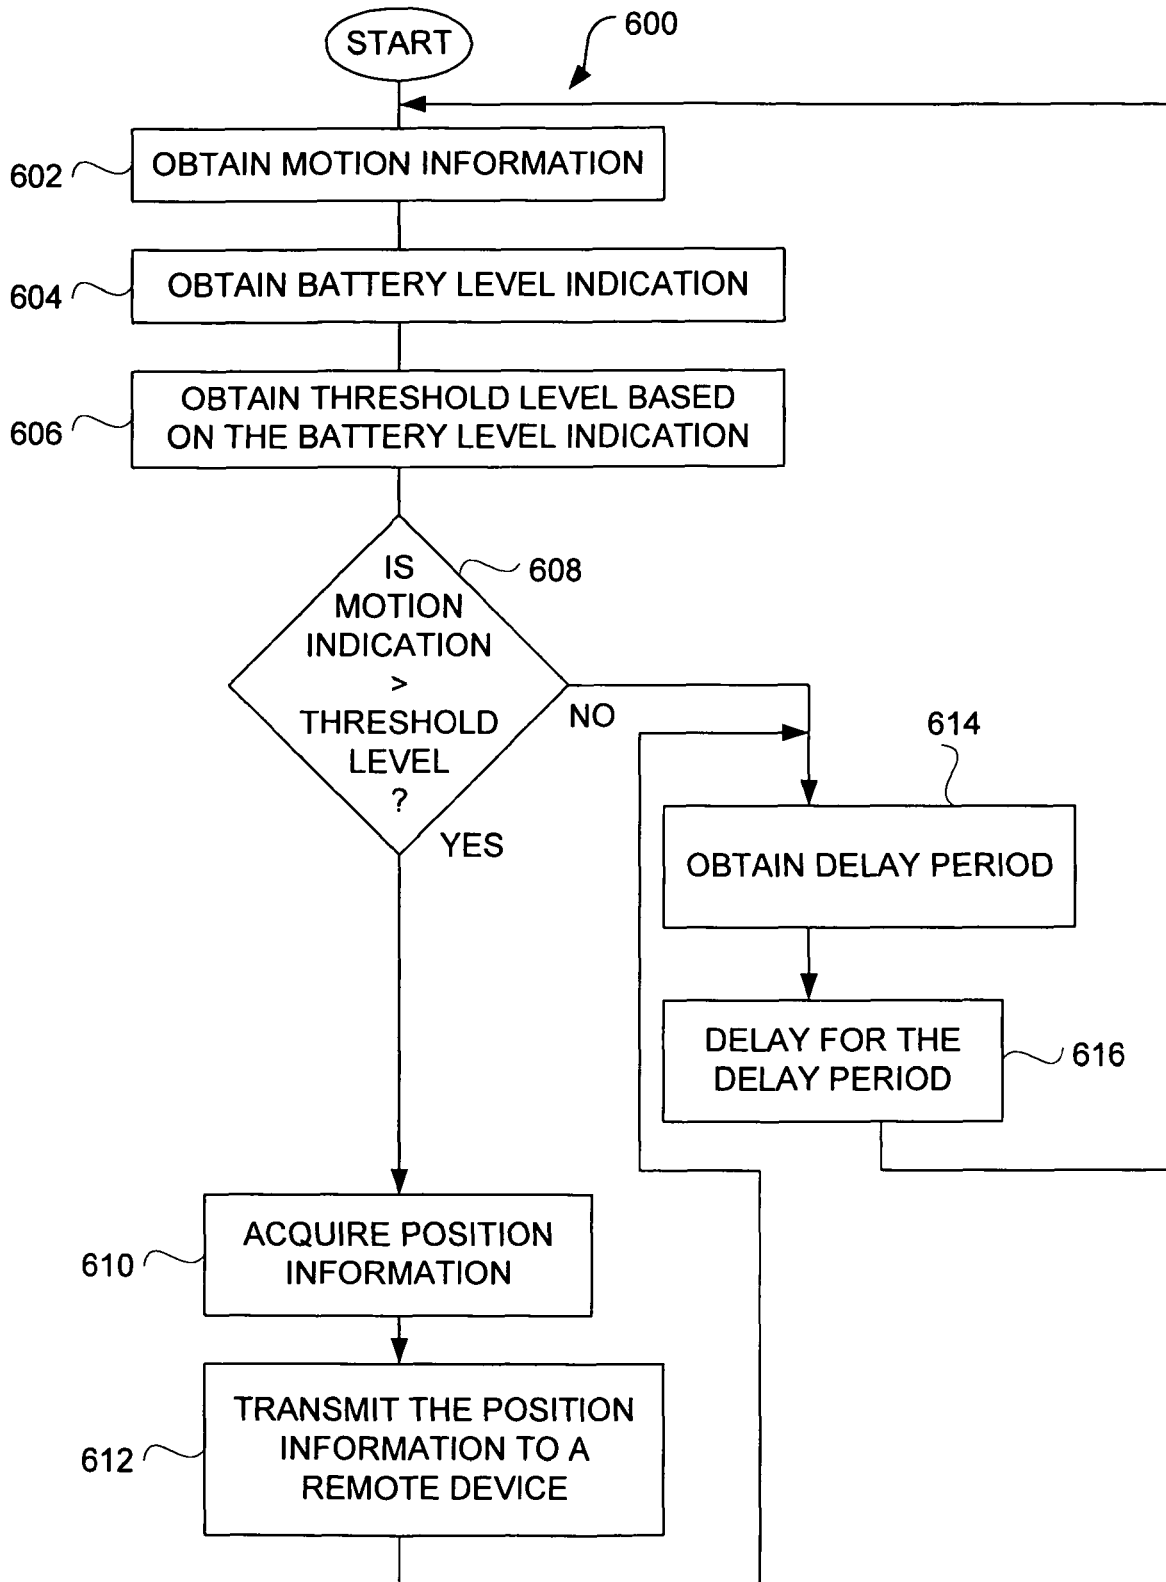 START
600
602
OBTAIN MOTION INFORMATION
604
OBTAIN BATTERY LEVEL INDICATION
606
OBTAIN THRESHOLD LEVEL BASED
ON THE BATTERY LEVEL INDICATION
IS
MOTION
INDICATION
>
THRESHOLD
LEVEL
?
608
NO
YES
614
OBTAIN DELAY PERIOD
DELAY FOR THE
DELAY PERIOD
616
610
ACQUIRE POSITION
INFORMATION
612
TRANSMIT THE POSITION
INFORMATION TO A
REMOTE DEVICE